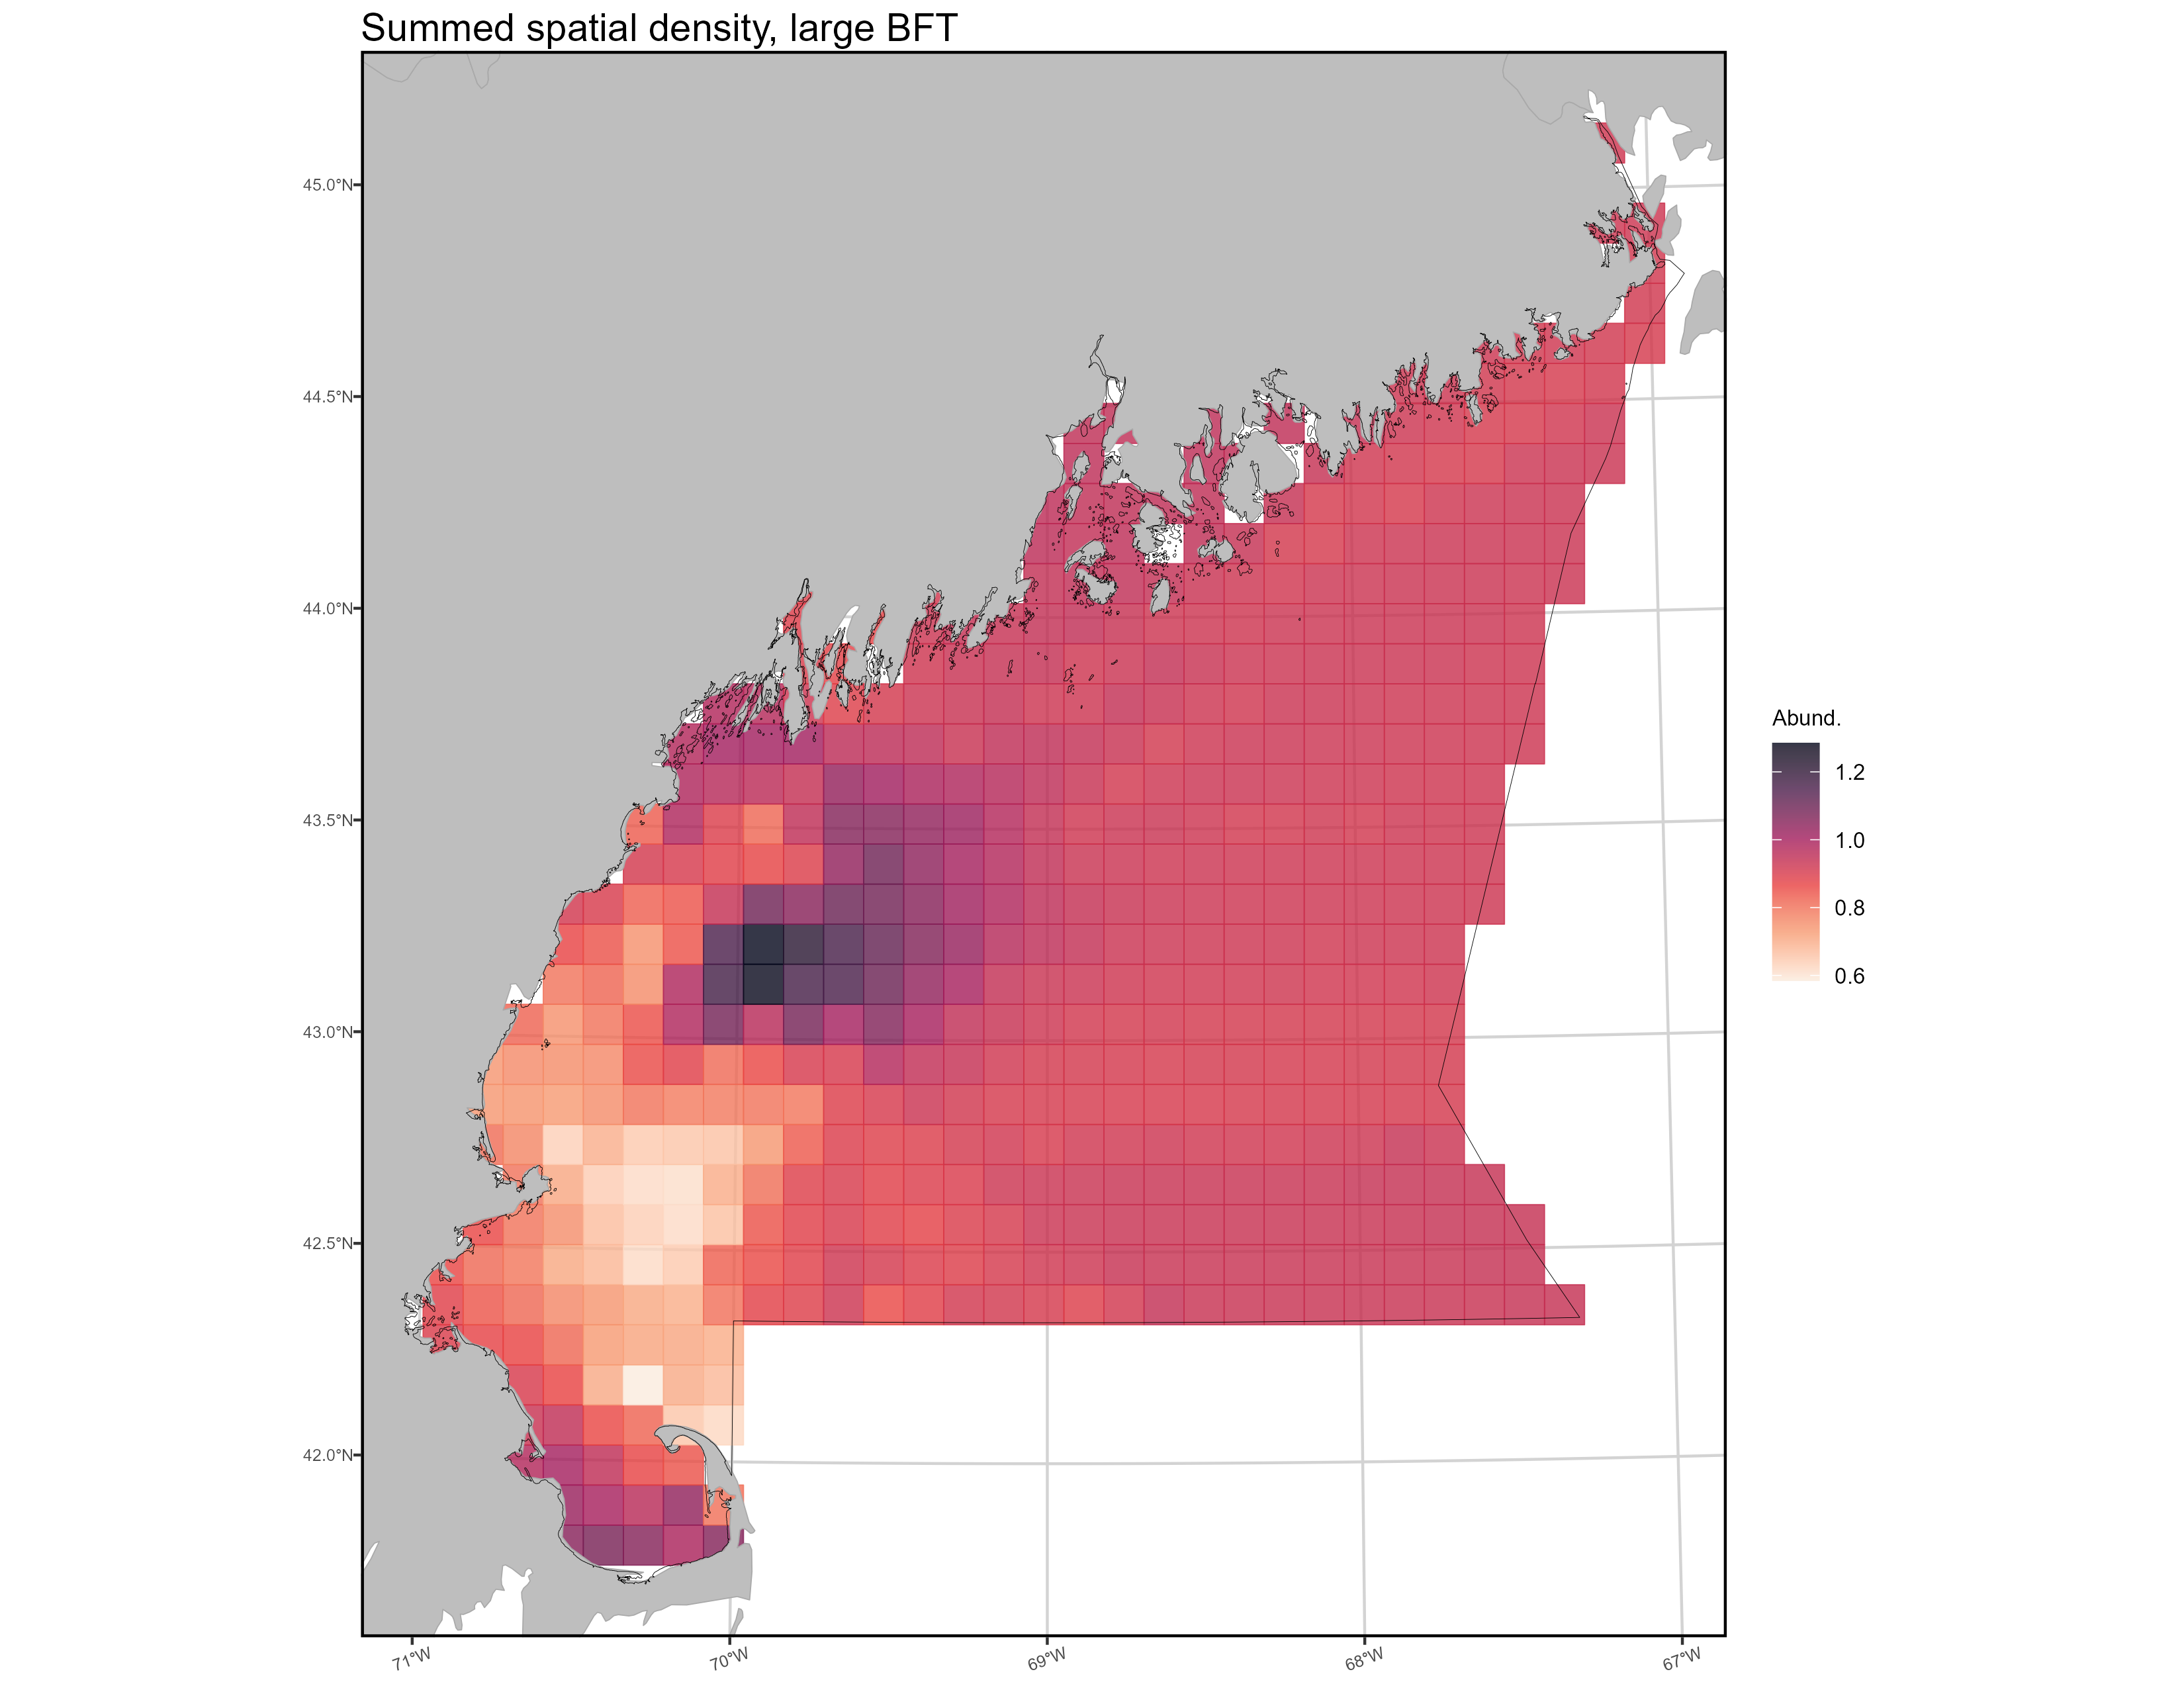 Summed spatial density, large BFT
45.0°N
44.5°N
44.0°N
43.5°N
43.0°N
42.5°N
42.0°N
71°W
70°W
69°W
68°W
67°W
Abund.
1.2
1.0
0.8
0.6